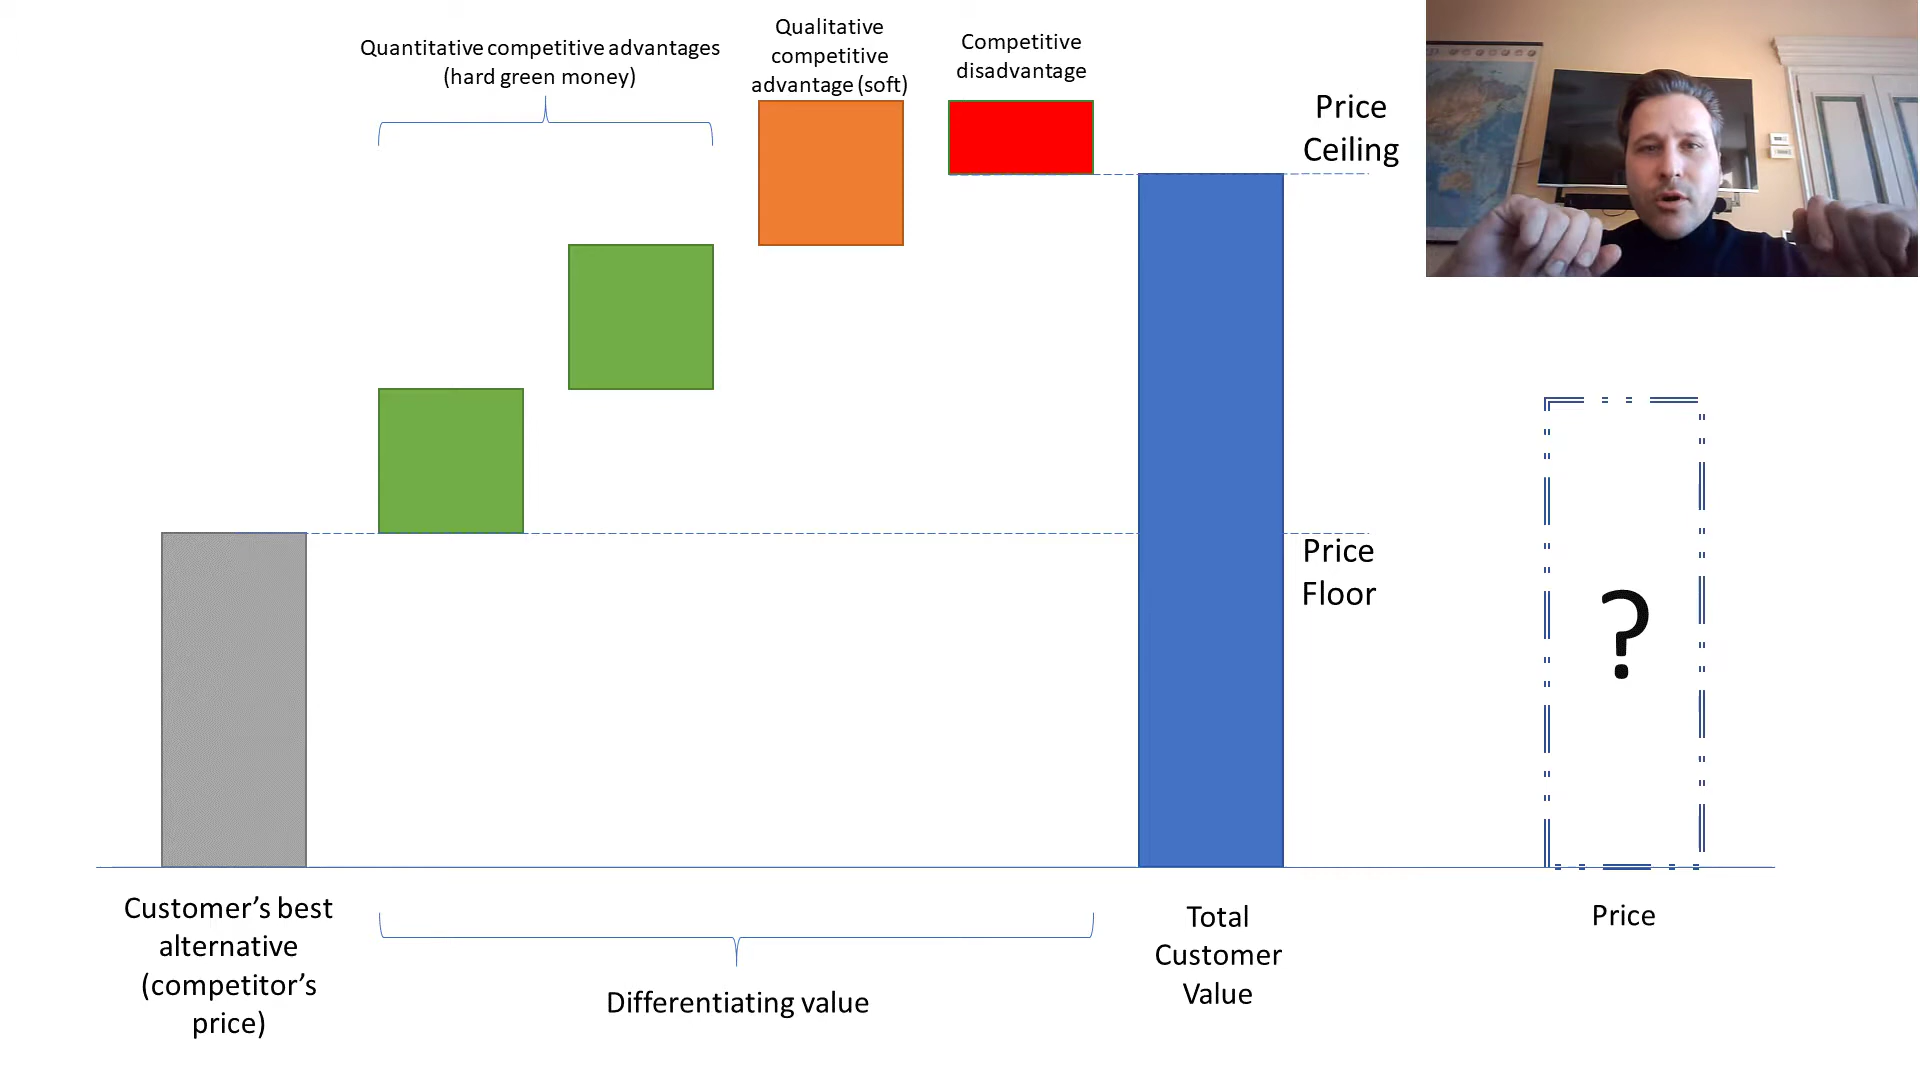 Quantitative competitive advantages
(hard green money)
Qualitative
competitive
advantage (soft)
Competitive
disadvantage
Price
Ceiling
Price
Floor
?
Customer’s best
alternative
(competitor’s
price)
Differentiating value
Total
Customer
Value
Price